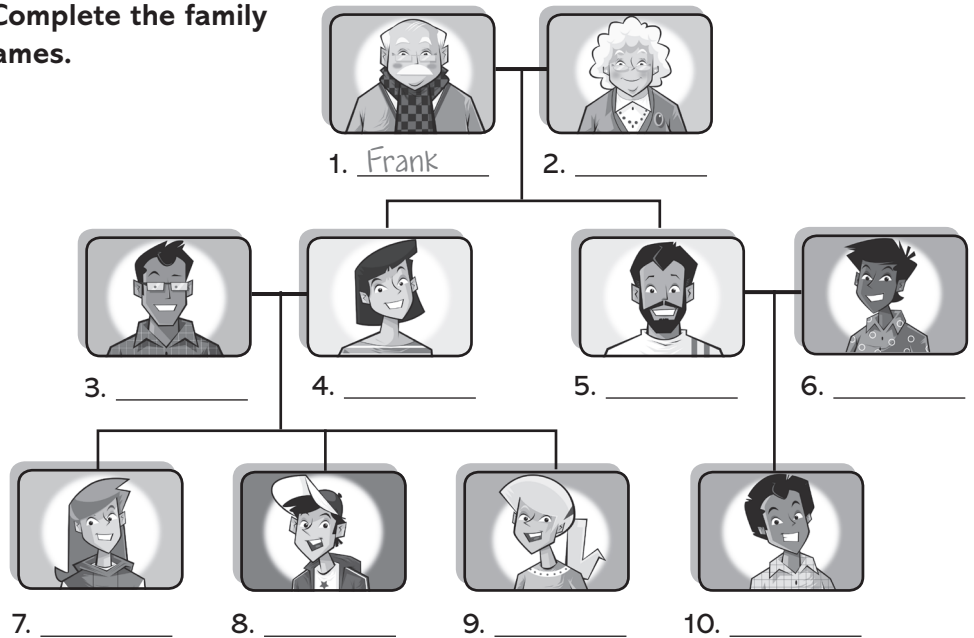 Complete the family
ames.
1. Frank 2.
3. 4. 5. 6.
7. 8. 9. 10.